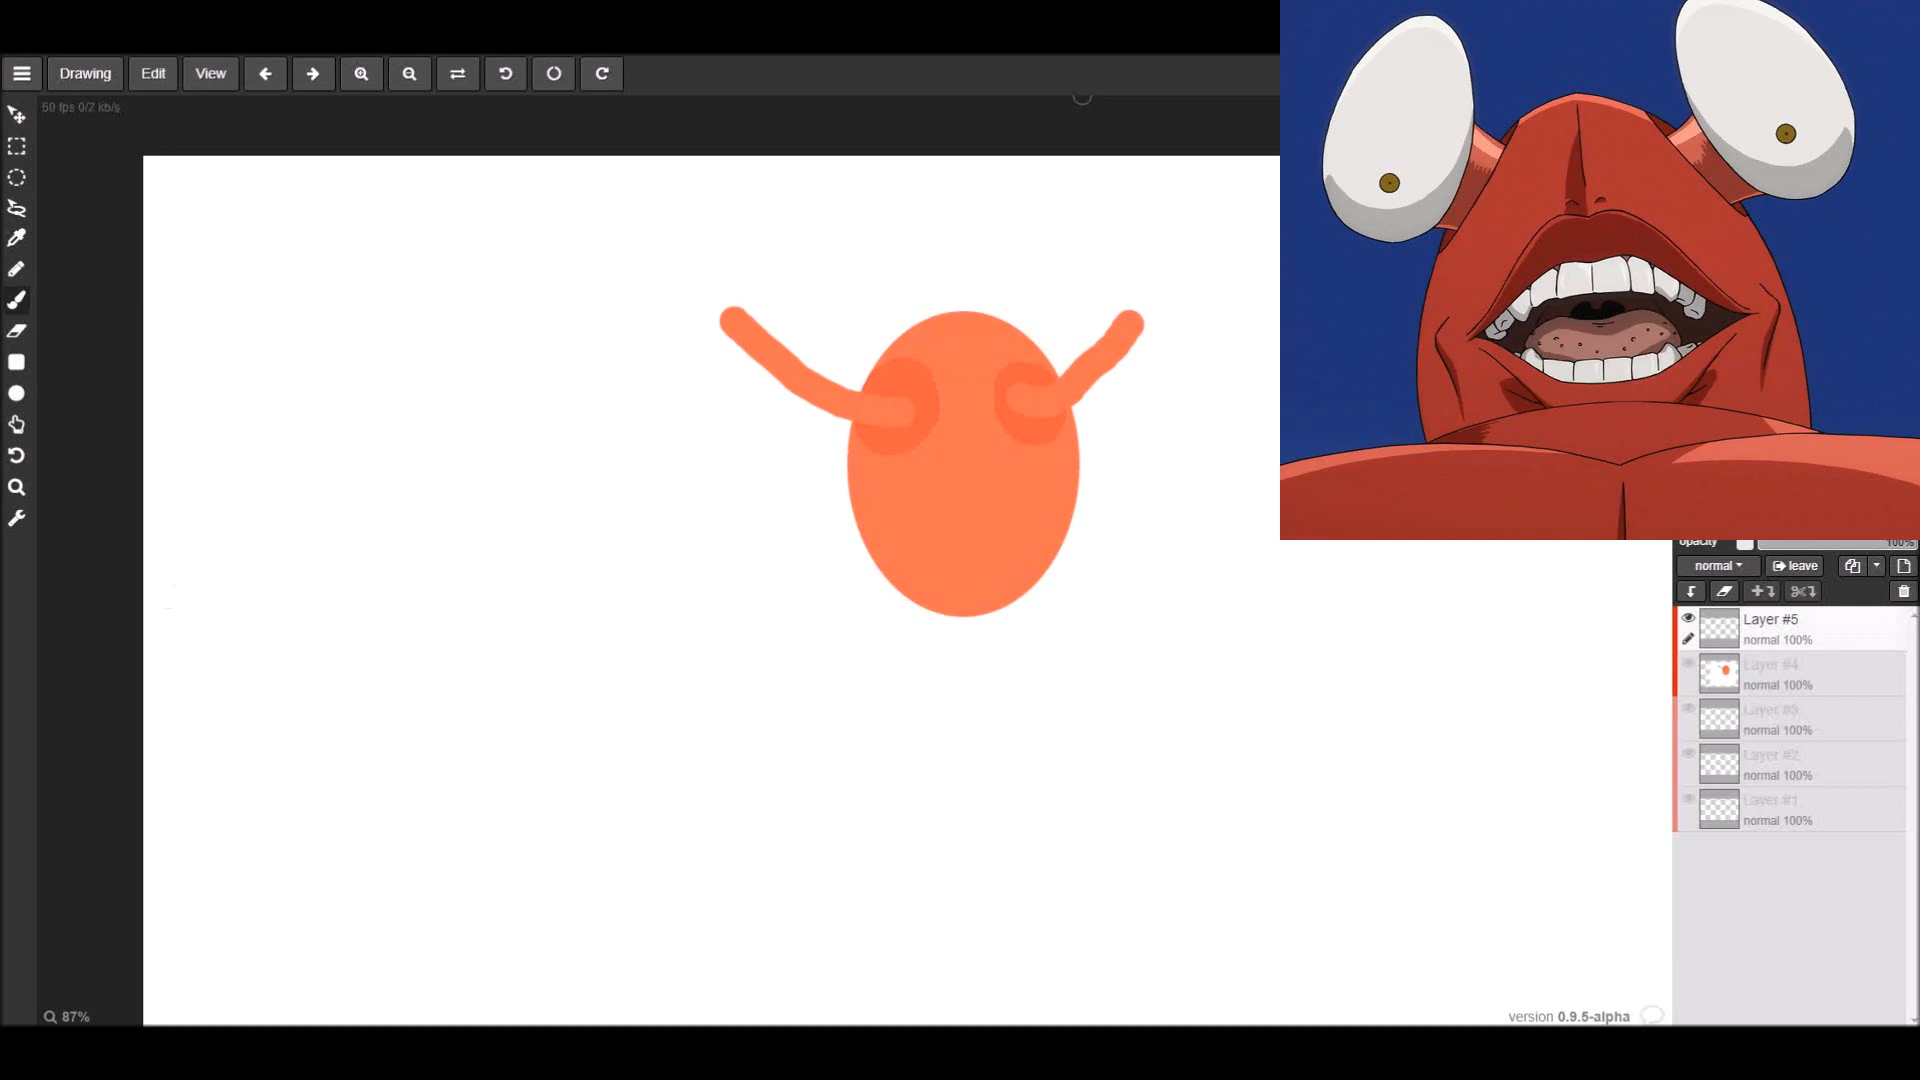 Drawing Edit View
50 fps 0/7 kb/s
opacity 100%
normal leave
Layer #5
normal 100%
Layer #4
normal 100%
Layer #3
normal 100%
Layer #2
normal 100%
Layer #1
normal 100%
87%
version 0.9.5-alpha